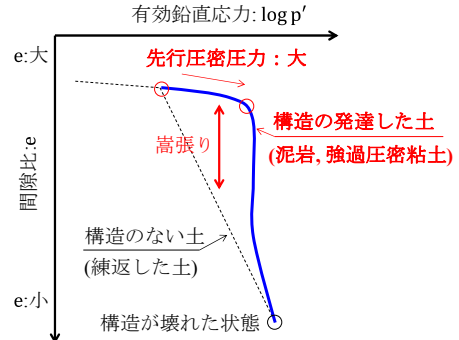 有効鉛直応力: log p′
e:大
先行圧密圧力：大
構造の発達した土
(泥岩, 強過圧密粘土)
嵩張り
間隙比:e
構造のない土
(練返した土)
e:小
構造が壊れた状態